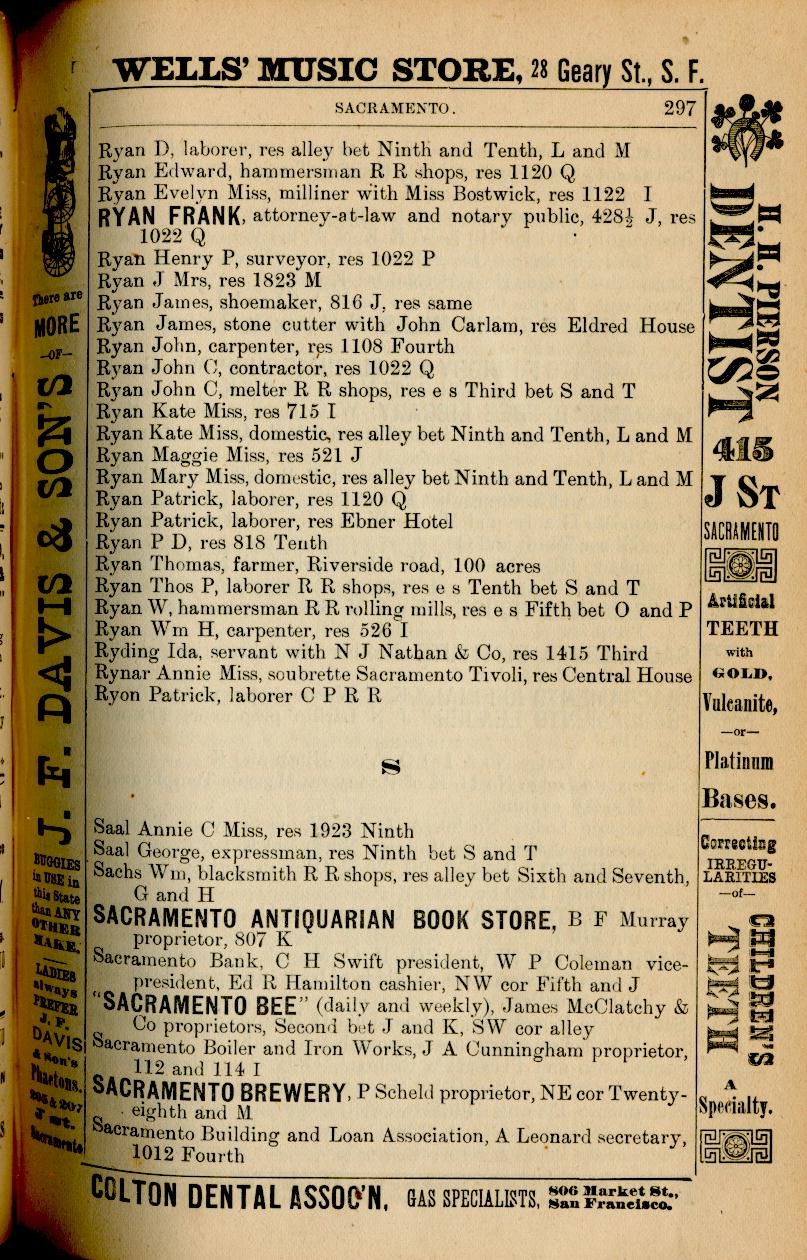 WELLS' MUSIC STORE, 28 Geary St., S. F.
SACRAMENTO. 297
Ryan D, laborer, res alley bet Ninth and Tenth, L and M
Ryan Edward, hammersman R R shops, res 1120 Q
Ryan Evelyn Miss, milliner with Miss Bostwick, res 1122 I
RYAN FRANK, attorney-at-law and notary public, 428½ J, res
1022 Q
Ryan Henry P, surveyor, res 1022 P
Ryan J Mrs, res 1823 M
Ryan James, shoemaker, 816 J, res same
Ryan James, stone cutter with John Carlam, res Eldred House
Ryan John, carpenter, res 1108 Fourth
Ryan John C, contractor, res 1022 Q
Ryan John C, melter R R shops, res e s Third bet S and T
Ryan Kate Miss, res 715 I
Ryan Kate Miss, domestic, res alley bet Ninth and Tenth, L and M
Ryan Maggie Miss, res 521 J
Ryan Mary Miss, domestic, res alley bet Ninth and Tenth, L and M
Ryan Patrick, laborer, res 1120 Q
Ryan Patrick, laborer, res Ebner Hotel
Ryan P D, res 818 Tenth
Ryan Thomas, farmer, Riverside road, 100 acres
Ryan Thos P, laborer R R shops, res e s Tenth bet S and T
Ryan W, hammersman R R rolling mills, res e s Fifth bet O and P
Ryan Wm H, carpenter, res 526 I
Ryding Ida, servant with N J Nathan & Co, res 1415 Third
Rynar Annie Miss, soubrette Sacramento Tivoli, res Central House
Ryon Patrick, laborer C P R R
S
Saal Annie C Miss, res 1923 Ninth
Saal George, expressman, res Ninth bet S and T
Sachs Wm, blacksmith R R shops, res alley bet Sixth and Seventh,
G and H
SACRAMENTO ANTIQUARIAN BOOK STORE, B F Murray
proprietor, 807 K
Sacramento Bank, C H Swift president, W P Coleman vice-
president, Ed R Hamilton cashier, NW cor Fifth and J
"SACRAMENTO BEE" (daily and weekly), James McClatchy &
Co proprietors, Second bet J and K, SW cor alley
Sacramento Boiler and Iron Works, J A Cunningham proprietor,
112 and 114 I
SACRAMENTO BREWERY, P Scheld proprietor, NE cor Twenty-
eighth and M
Sacramento Building and Loan Association, A Leonard secretary,
1012 Fourth
COLTON DENTAL ASSOC'N, GAS SPECIALISTS, 806 Market St.,
San Francisco.
There are
MORE
—OF—
J. F. DAVIS & SON'S
BUGGIES
in USE in
this State
than ANY
OTHER
MAKE.
LADIES
always
PREFER
J. F.
DAVIS
& Son's
Phaetons.
205 & 207
J St.
Sacramento
H. H. PIERSON
DENTIST
415
J ST
SACRAMENTO
Artificial
TEETH
with
GOLD,
Vulcanite,
—or—
Platinum
Bases.
Correcting
IRREGU-
LARITIES
—of—
CHILDREN'S
TEETH
A
Specialty.